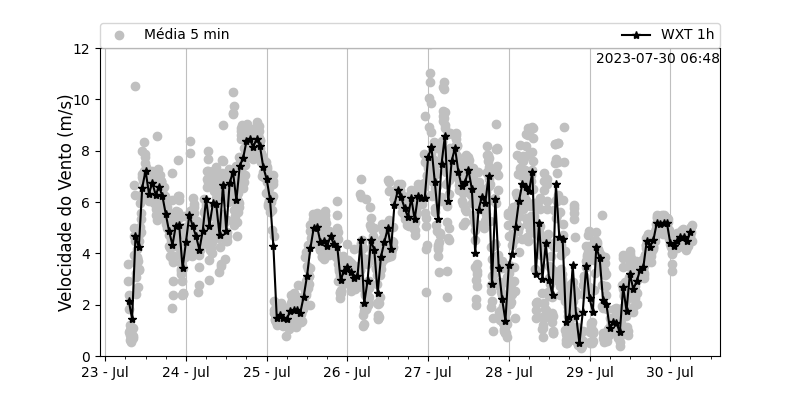 Média 5 min
WXT 1h
2023-07-30 06:48
Velocidade do Vento (m/s)
12
10
8
6
4
2
0
23 - Jul
24 - Jul
25 - Jul
26 - Jul
27 - Jul
28 - Jul
29 - Jul
30 - Jul